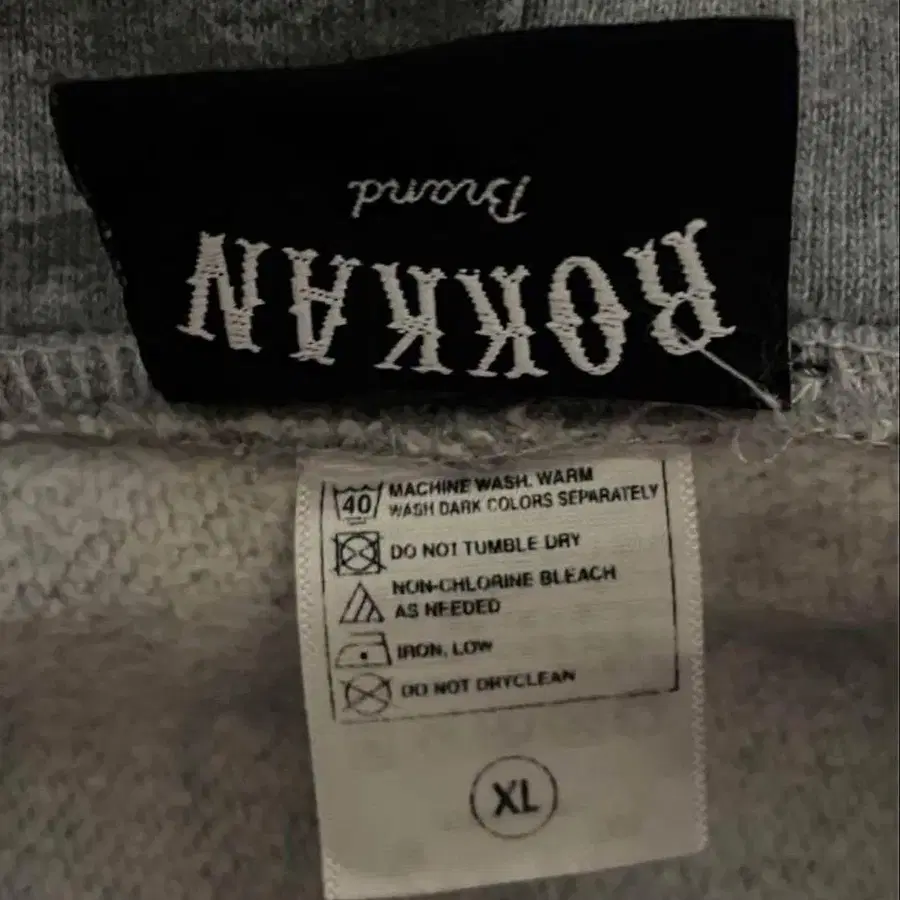 ROKKAN
Brand
40
MACHINE WASH. WARM
WASH DARK COLORS SEPARATELY
DO NOT TUMBLE DRY
NON-CHLORINE BLEACH
AS NEEDED
IRON, LOW
DO NOT DRYCLEAN
XL